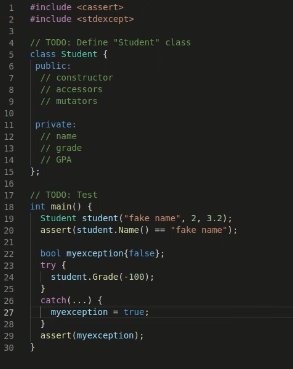 1 #include <cassert>
2 #include <stdexcept>
3
4 // TODO: Define "Student" class
5 class Student {
6  public:
7   // constructor
8   // accessors
9   // mutators
10
11  private:
12   // name
13   // grade
14   // GPA
15 };
16
17 // TODO: Test
18 int main() {
19   Student student("fake name", 2, 3.2);
20   assert(student.Name() == "fake name");
21
22   bool myexception{false};
23   try {
24     student.Grade(-100);
25   }
26   catch(...) {
27     myexception = true;
28   }
29   assert(myexception);
30 }